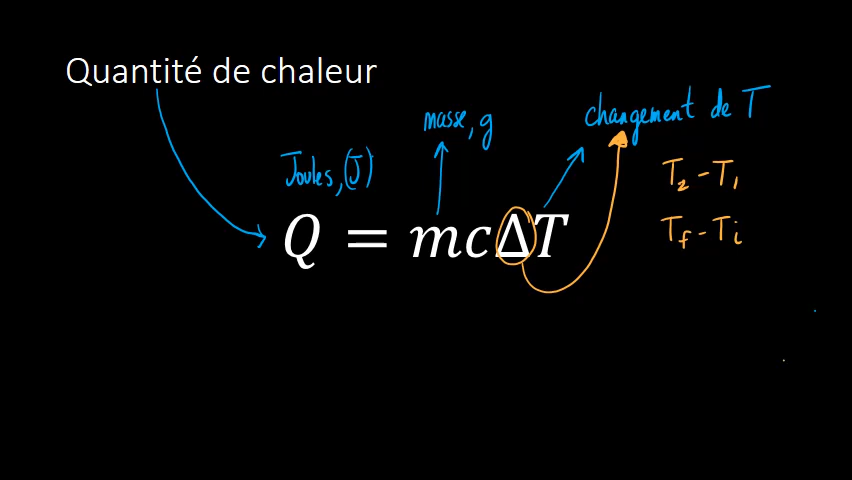 Quantité de chaleur
masse, g
changement de T
Joules, (J)
T₂ - T₁
Q = mcΔT
T_f - T_i